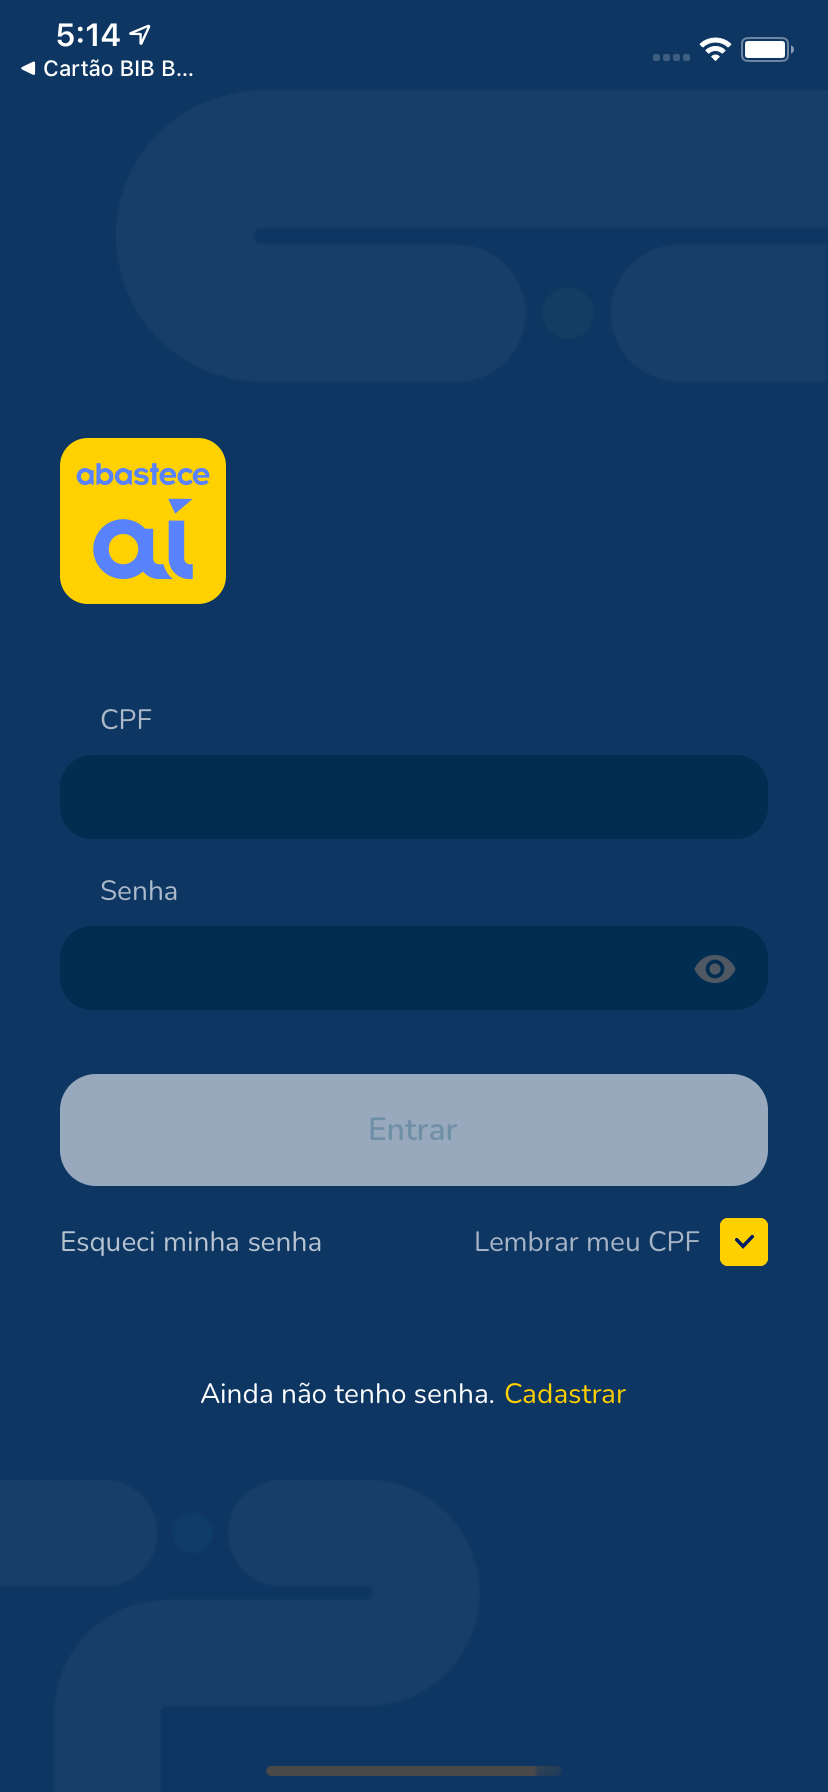 5:14
Cartão BIB B...
abastece
aí
CPF
Senha
Entrar
Esqueci minha senha
Lembrar meu CPF
Ainda não tenho senha. Cadastrar